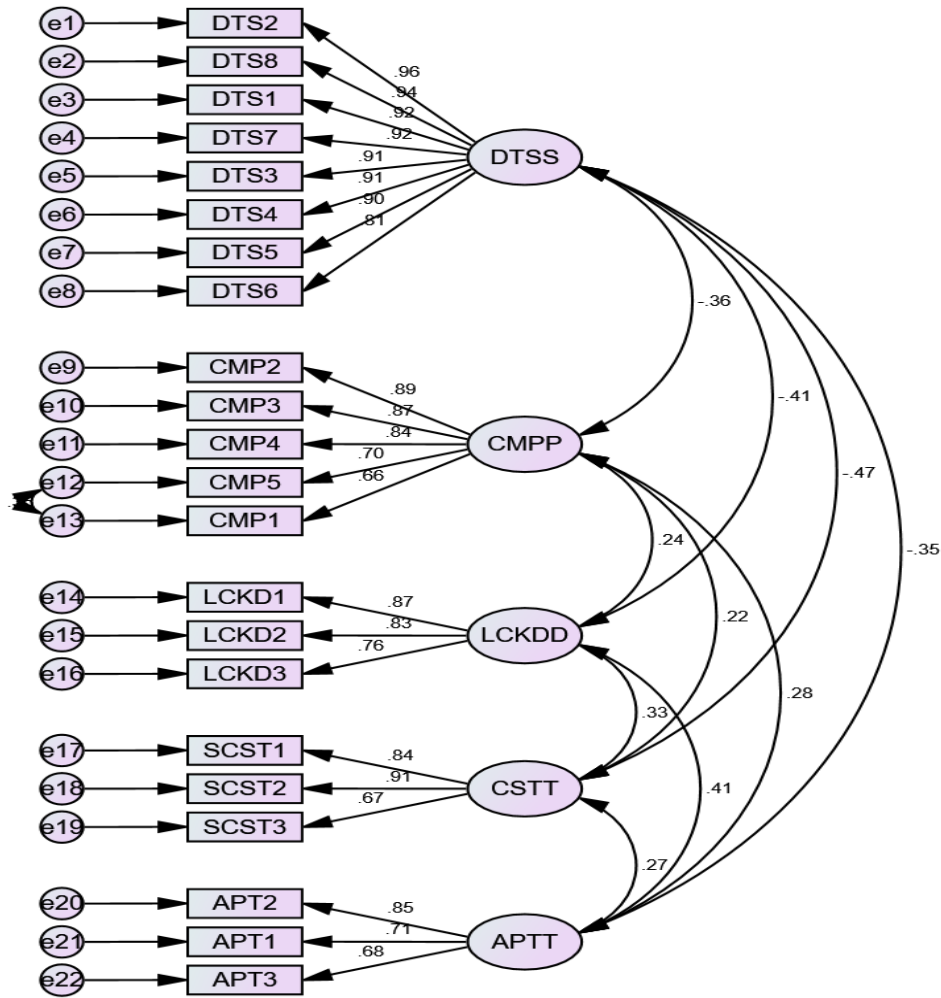 e1 DTS2
e2 DTS8
e3 DTS1
e4 DTS7
e5 DTS3
e6 DTS4
e7 DTS5
e8 DTS6
.96
.94
.92
.92
.91
.91
.90
.81
DTSS
e9 CMP2
e10 CMP3
e11 CMP4
e12 CMP5
e13 CMP1
.89
.87
.84
.70
.66
CMPP
e14 LCKD1
e15 LCKD2
e16 LCKD3
.87
.83
.76
LCKDD
e17 SCST1
e18 SCST2
e19 SCST3
.84
.91
.67
CSTT
e20 APT2
e21 APT1
e22 APT3
.85
.71
.68
APTT
-.36
-.41
-.47
-.35
.24
.22
.28
.33
.41
.27